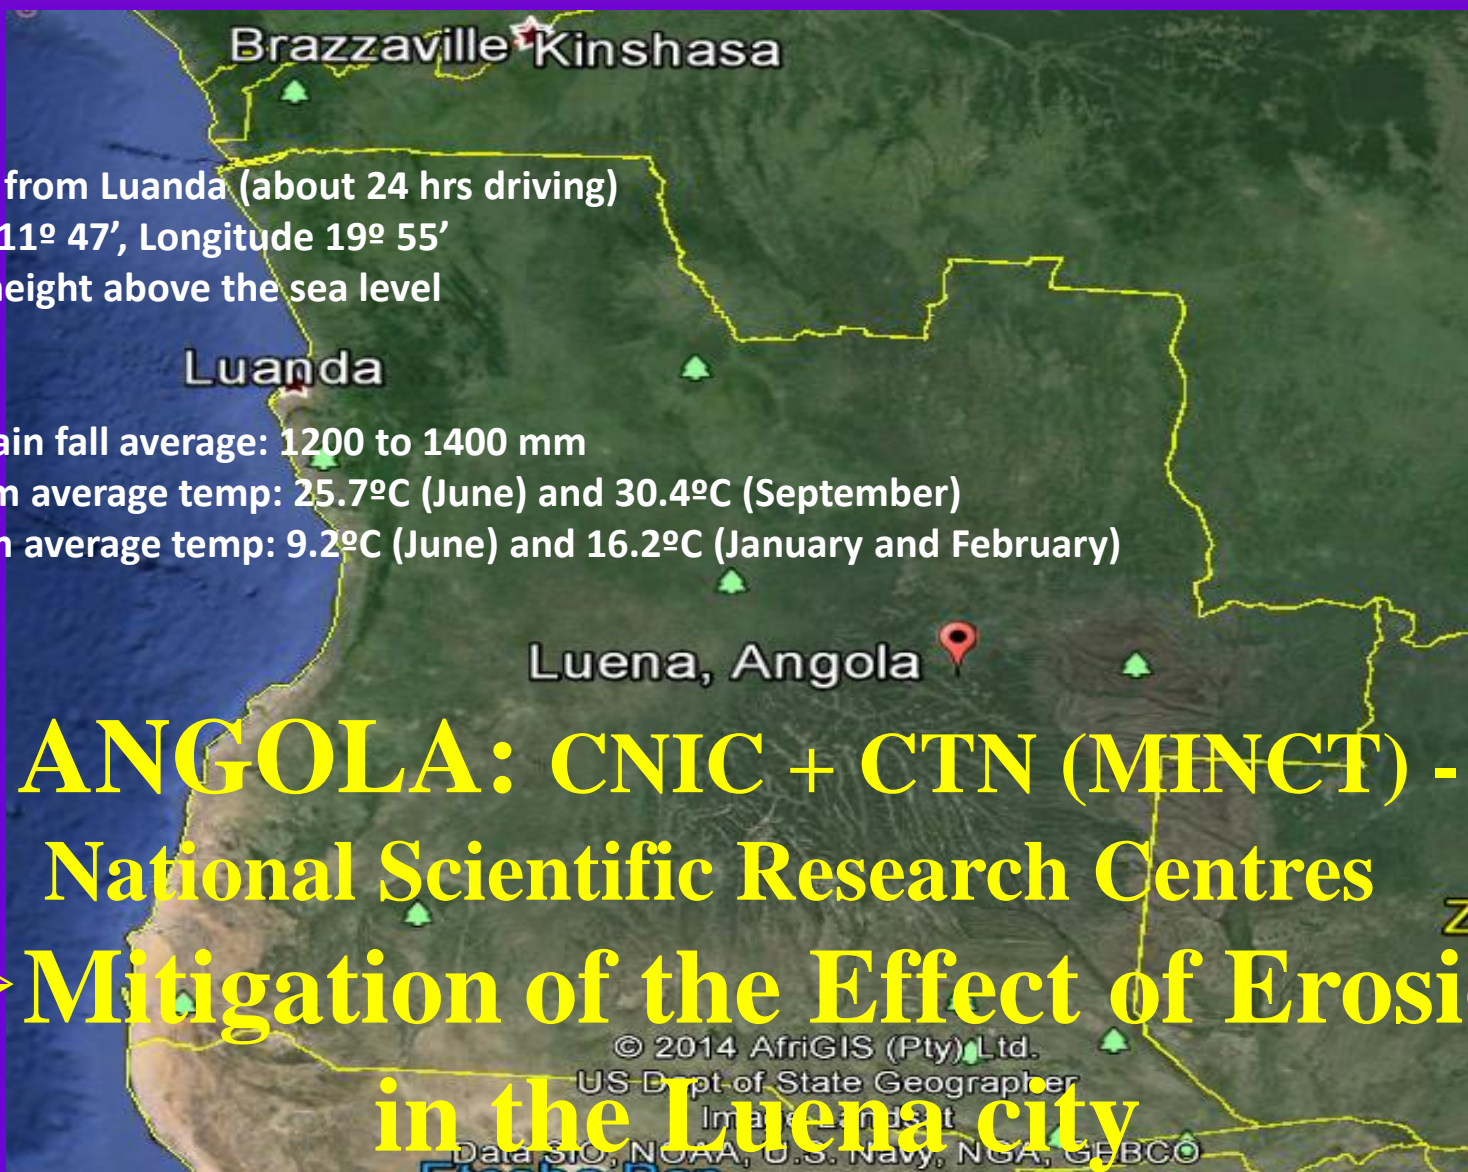 Brazzaville Kinshasa
from Luanda (about 24 hrs driving)
11º 47’, Longitude 19º 55’
height above the sea level
Luanda
fall average: 1200 to 1400 mm
average temp: 25.7ºC (June) and 30.4ºC (September)
average temp: 9.2ºC (June) and 16.2ºC (January and February)
Luena, Angola
ANGOLA: CNIC + CTN (MINCT) -
National Scientific Research Centres
Mitigation of the Effect of Erosi
© 2014 AfriGIS (Pty) Ltd.
US Dept of State Geographer
in the Luena city
Image Landsat
Data SIO, NOAA, U.S. Navy, NGA, GEBCO